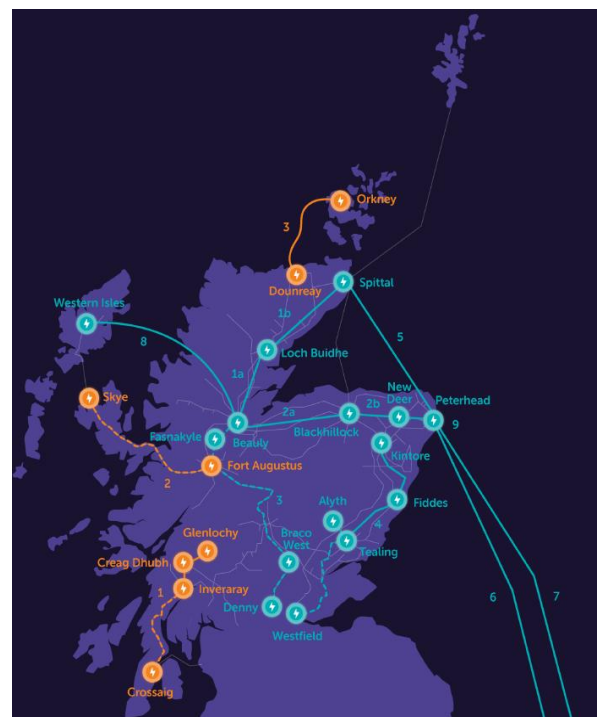 Orkney
3
Dounreay
Spittal
Western Isles
1b
5
8
Loch Buidhe
1a
New
Deer
Skye
2a
2b
Peterhead
Blackhillock
9
Fasnakyle
Beauly
Kintore
2
Fort Augustus
3
Alyth
Fiddes
Glenlochy
Braco
West
4
Creag Dhubh
Tealing
1
Inveraray
6
7
Denny
Westfield
Crossaig